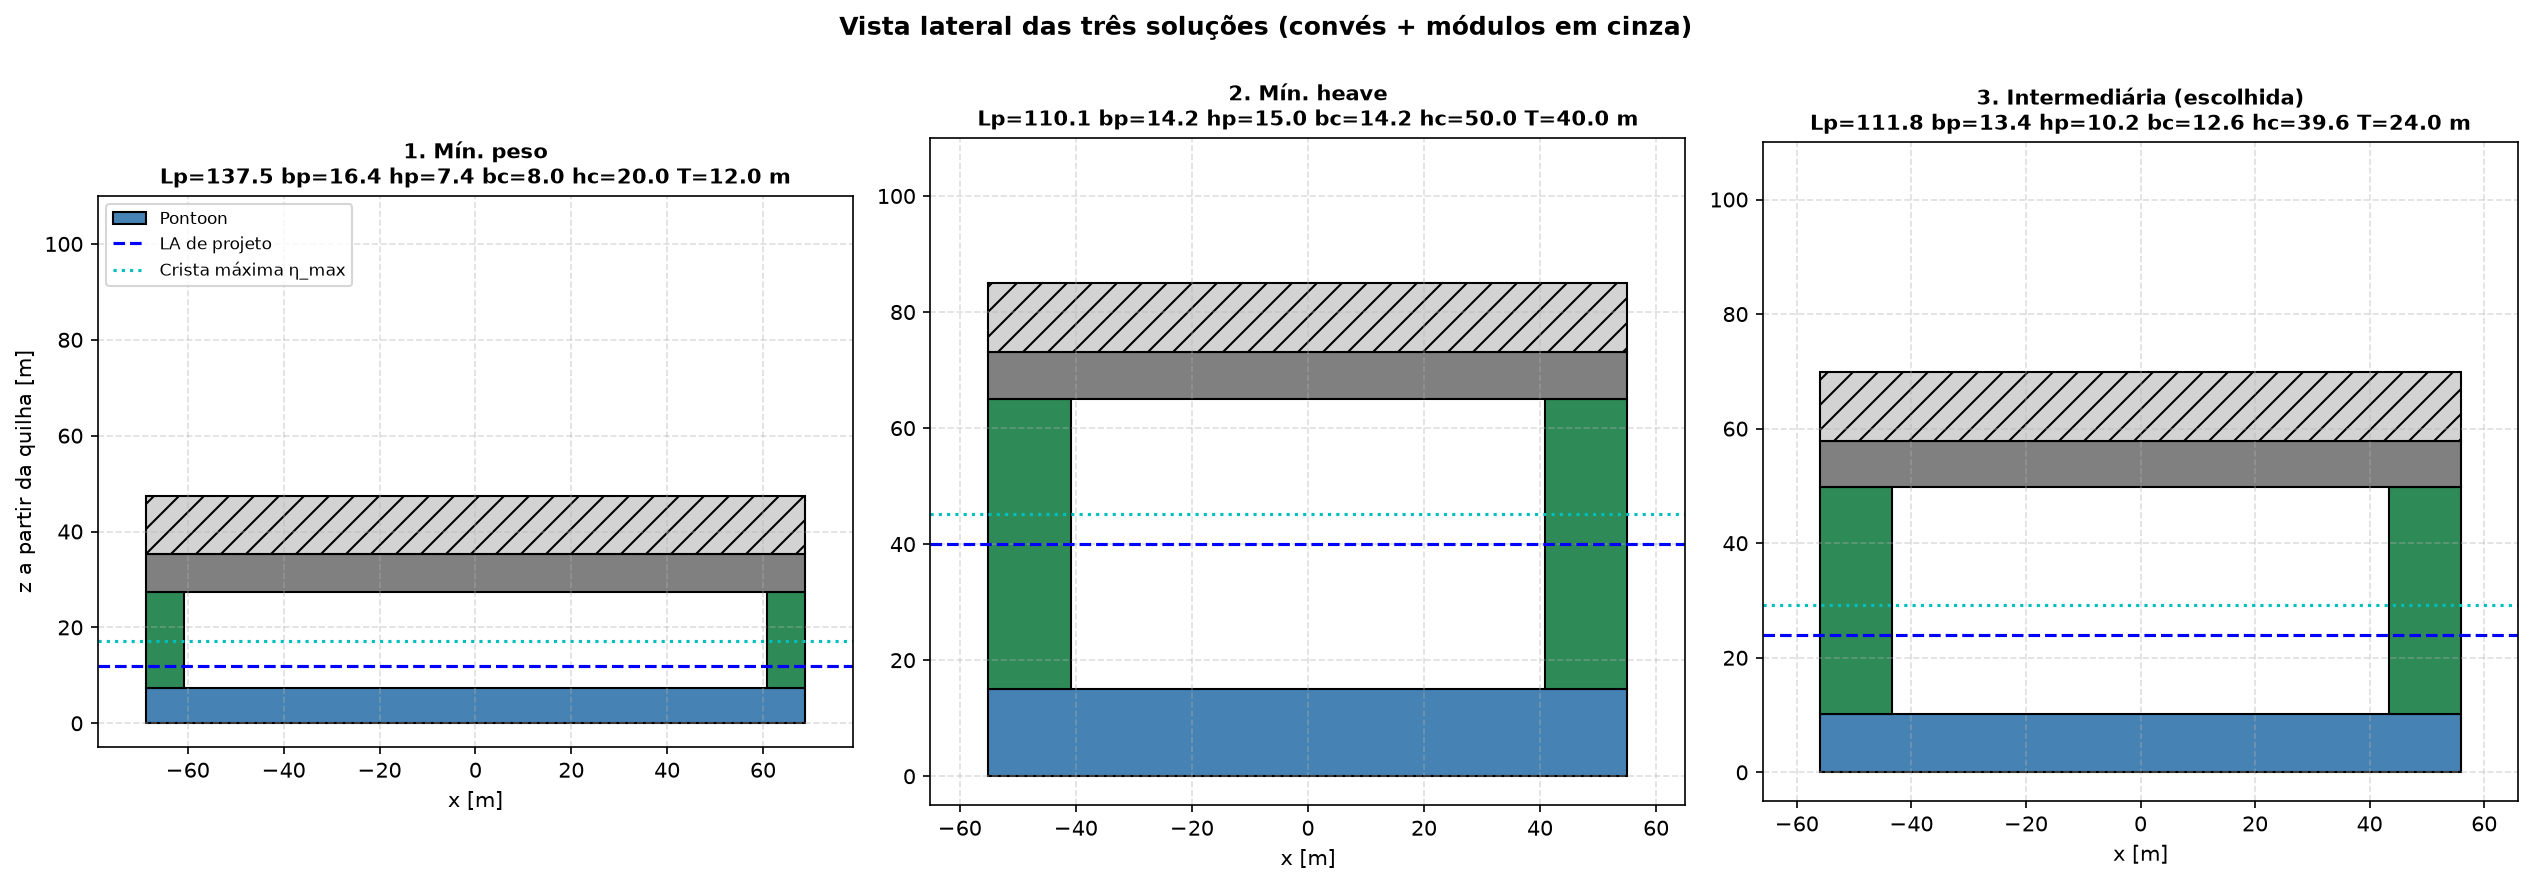 Vista lateral das três soluções (convés + módulos em cinza)
1. Mín. peso
Lp=137.5 bp=16.4 hp=7.4 bc=8.0 hc=20.0 T=12.0 m
Pontoon
LA de projeto
Crista máxima η_max
100
80
60
40
20
0
z a partir da quilha [m]
−60 −40 −20 0 20 40 60
x [m]
2. Mín. heave
Lp=110.1 bp=14.2 hp=15.0 bc=14.2 hc=50.0 T=40.0 m
100
80
60
40
20
0
−60 −40 −20 0 20 40 60
x [m]
3. Intermediária (escolhida)
Lp=111.8 bp=13.4 hp=10.2 bc=12.6 hc=39.6 T=24.0 m
100
80
60
40
20
0
−60 −40 −20 0 20 40 60
x [m]